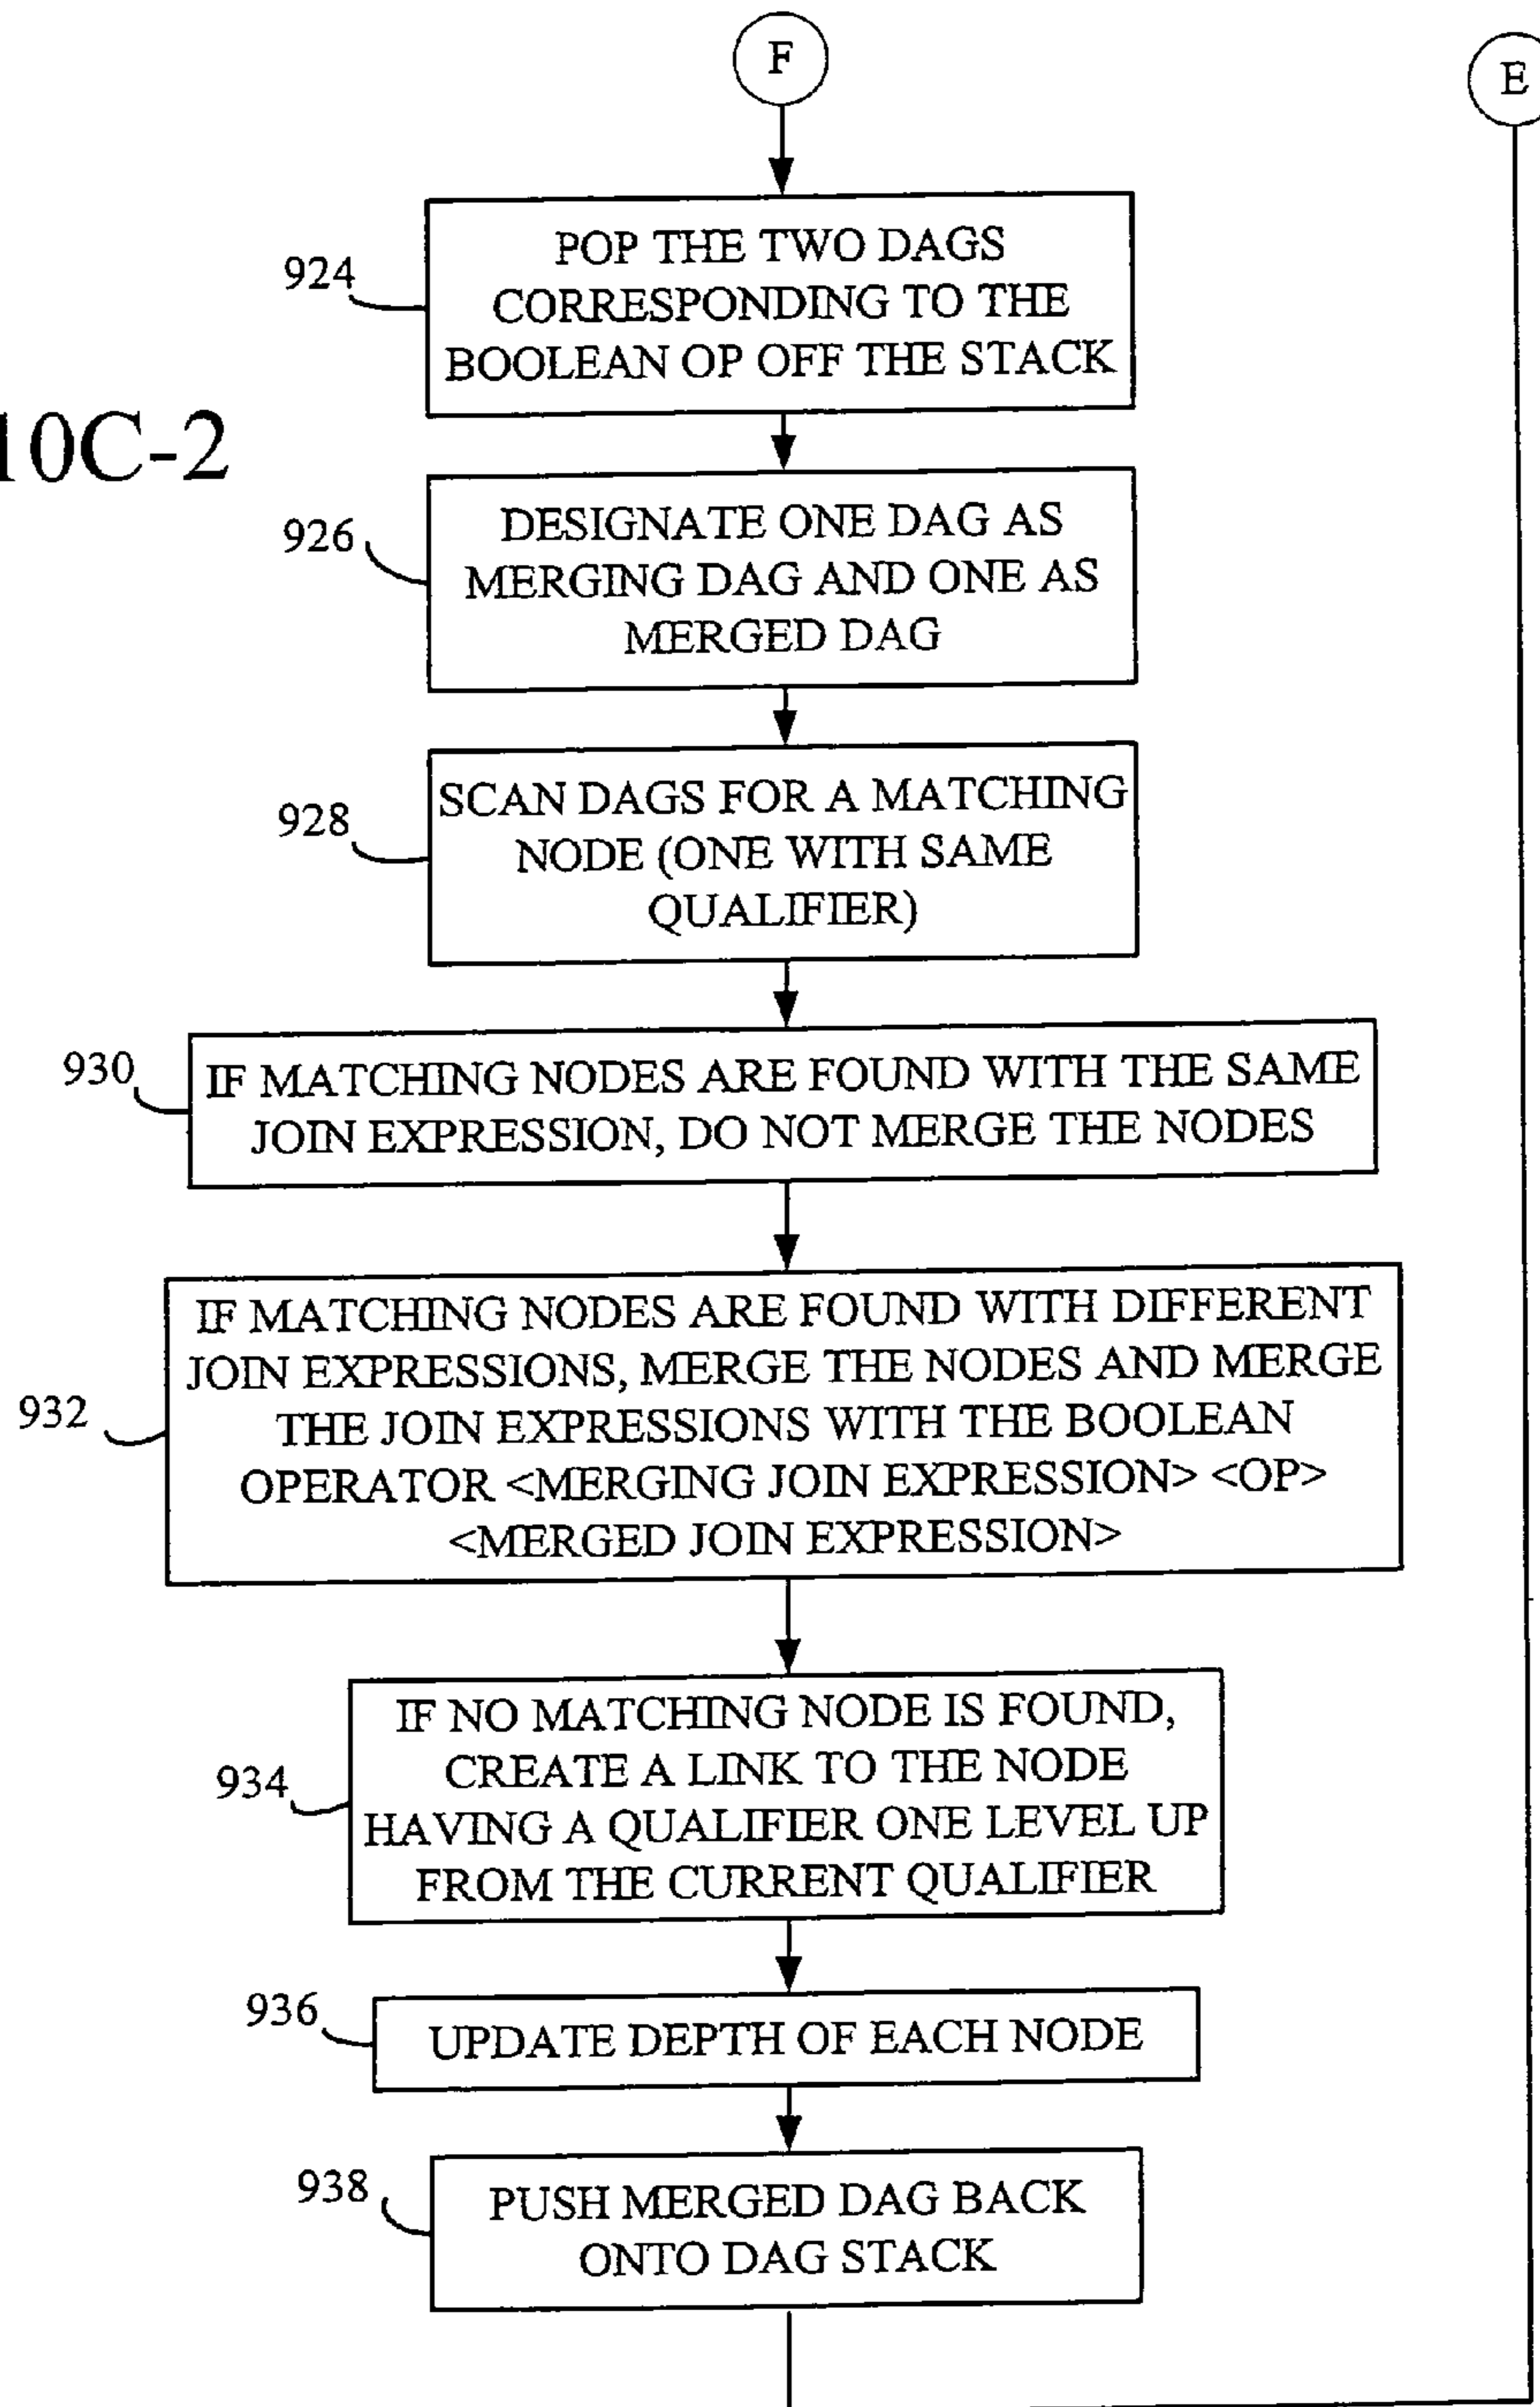 F
E
924
POP THE TWO DAGS
CORRESPONDING TO THE
BOOLEAN OP OFF THE STACK
10C-2
926
DESIGNATE ONE DAG AS
MERGING DAG AND ONE AS
MERGED DAG
928
SCAN DAGS FOR A MATCHING
NODE (ONE WITH SAME
QUALIFIER)
930
IF MATCHING NODES ARE FOUND WITH THE SAME
JOIN EXPRESSION, DO NOT MERGE THE NODES
932
IF MATCHING NODES ARE FOUND WITH DIFFERENT
JOIN EXPRESSIONS, MERGE THE NODES AND MERGE
THE JOIN EXPRESSIONS WITH THE BOOLEAN
OPERATOR <MERGING JOIN EXPRESSION> <OP>
<MERGED JOIN EXPRESSION>
934
IF NO MATCHING NODE IS FOUND,
CREATE A LINK TO THE NODE
HAVING A QUALIFIER ONE LEVEL UP
FROM THE CURRENT QUALIFIER
936
UPDATE DEPTH OF EACH NODE
938
PUSH MERGED DAG BACK
ONTO DAG STACK